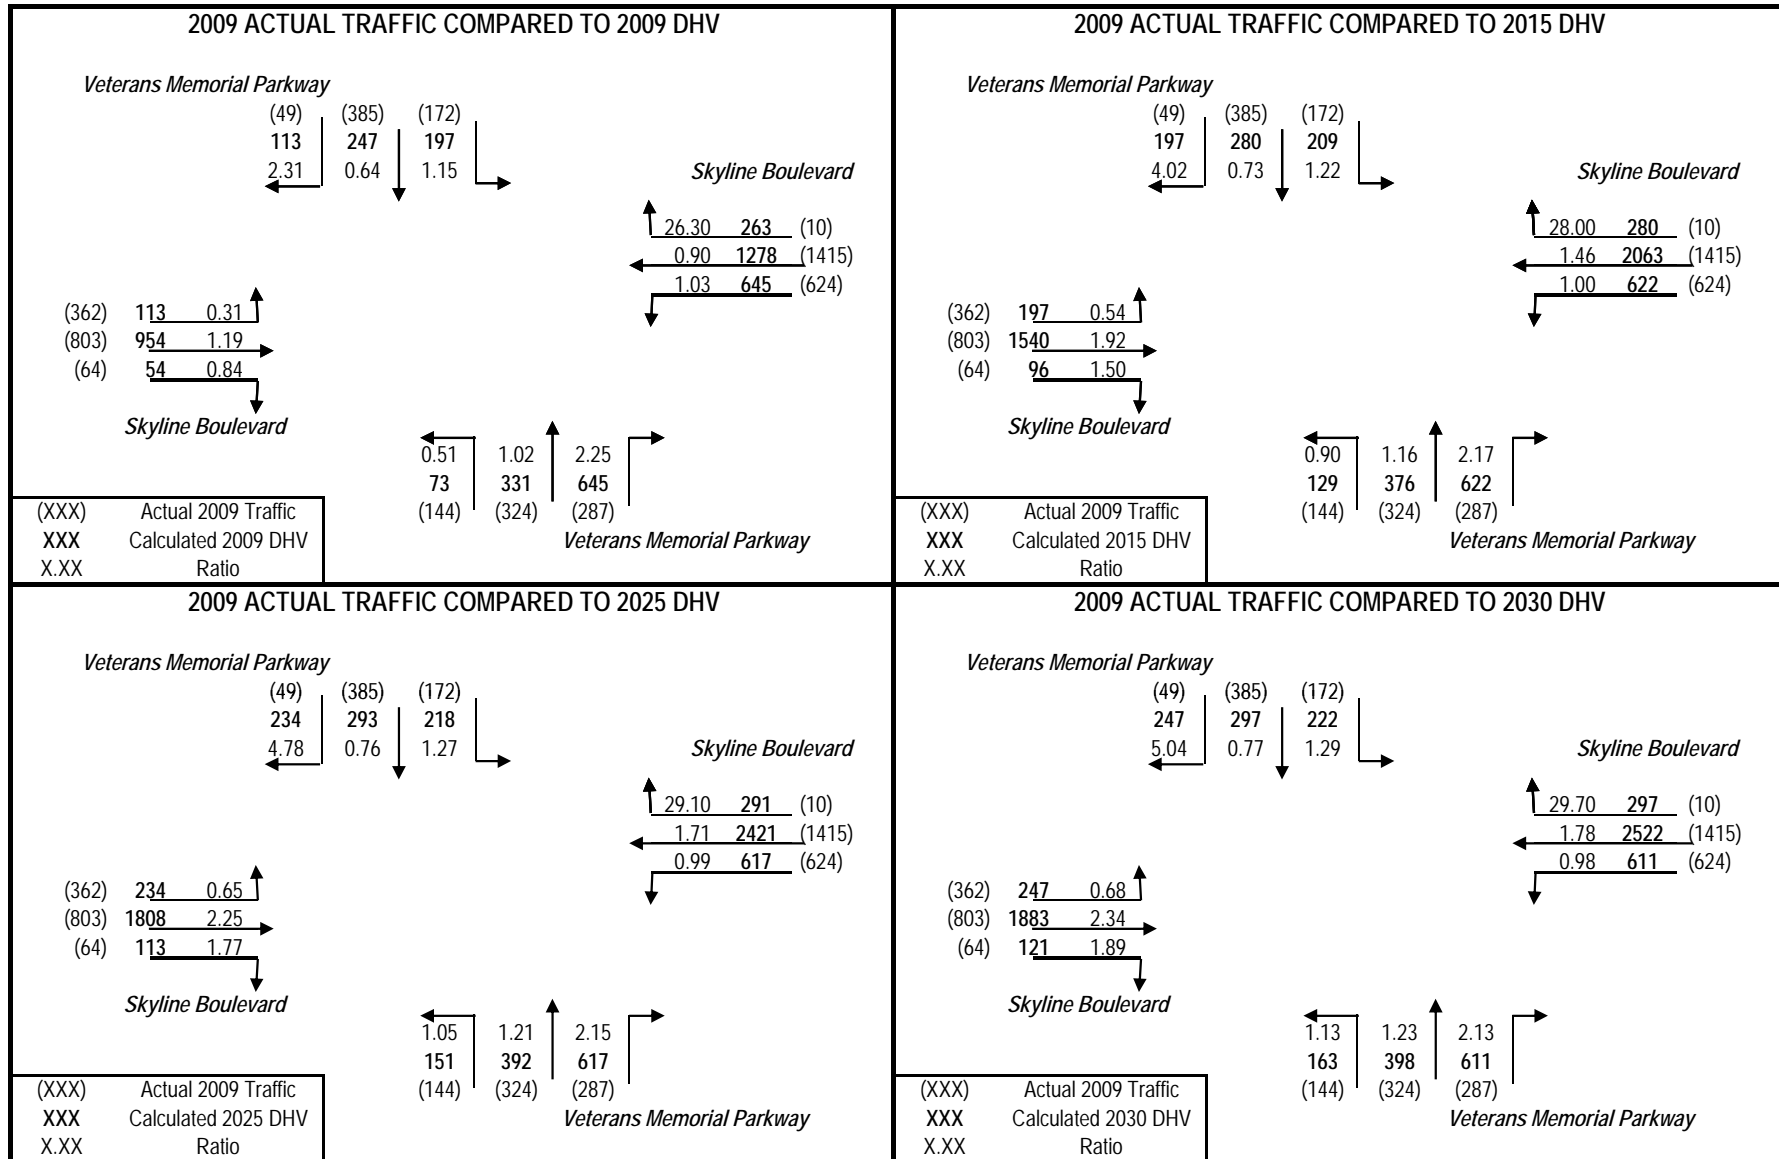 2009 ACTUAL TRAFFIC COMPARED TO 2009 DHV
Veterans Memorial Parkway
(49) (385) (172)
113 247 197
2.31 0.64 1.15
Skyline Boulevard
26.30 263 (10)
0.90 1278 (1415)
1.03 645 (624)
(362) 113 0.31
(803) 954 1.19
(64) 54 0.84
Skyline Boulevard
0.51 1.02 2.25
73 331 645
(144) (324) (287)
Veterans Memorial Parkway
(XXX) Actual 2009 Traffic
XXX Calculated 2009 DHV
X.XX Ratio
2009 ACTUAL TRAFFIC COMPARED TO 2015 DHV
Veterans Memorial Parkway
(49) (385) (172)
197 280 209
4.02 0.73 1.22
Skyline Boulevard
28.00 280 (10)
1.46 2063 (1415)
1.00 622 (624)
(362) 197 0.54
(803) 1540 1.92
(64) 96 1.50
Skyline Boulevard
0.90 1.16 2.17
129 376 622
(144) (324) (287)
Veterans Memorial Parkway
(XXX) Actual 2009 Traffic
XXX Calculated 2015 DHV
X.XX Ratio
2009 ACTUAL TRAFFIC COMPARED TO 2025 DHV
Veterans Memorial Parkway
(49) (385) (172)
234 293 218
4.78 0.76 1.27
Skyline Boulevard
29.10 291 (10)
1.71 2421 (1415)
0.99 617 (624)
(362) 234 0.65
(803) 1808 2.25
(64) 113 1.77
Skyline Boulevard
1.05 1.21 2.15
151 392 617
(144) (324) (287)
Veterans Memorial Parkway
(XXX) Actual 2009 Traffic
XXX Calculated 2025 DHV
X.XX Ratio
2009 ACTUAL TRAFFIC COMPARED TO 2030 DHV
Veterans Memorial Parkway
(49) (385) (172)
247 297 222
5.04 0.77 1.29
Skyline Boulevard
29.70 297 (10)
1.78 2522 (1415)
0.98 611 (624)
(362) 247 0.68
(803) 1883 2.34
(64) 121 1.89
Skyline Boulevard
1.13 1.23 2.13
163 398 611
(144) (324) (287)
Veterans Memorial Parkway
(XXX) Actual 2009 Traffic
XXX Calculated 2030 DHV
X.XX Ratio